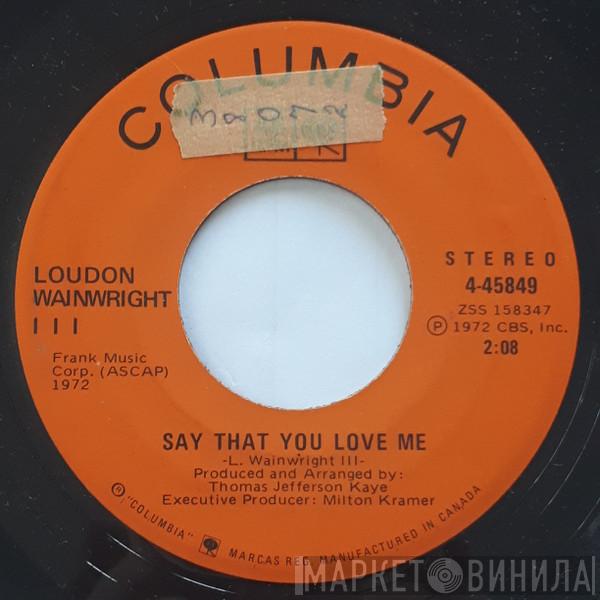 COLUMBIA
LOUDON
WAINWRIGHT
III
Frank Music
Corp. (ASCAP)
1972
STEREO
4-45849
ZSS 158347
Ⓟ 1972 CBS, Inc.
2:08
SAY THAT YOU LOVE ME
-L. Wainwright III-
Produced and Arranged by:
Thomas Jefferson Kaye
Executive Producer: Milton Kramer
®, "COLUMBIA" MARCAS REG. MANUFACTURED IN CANADA
МАРКЕТ ВИНИЛА